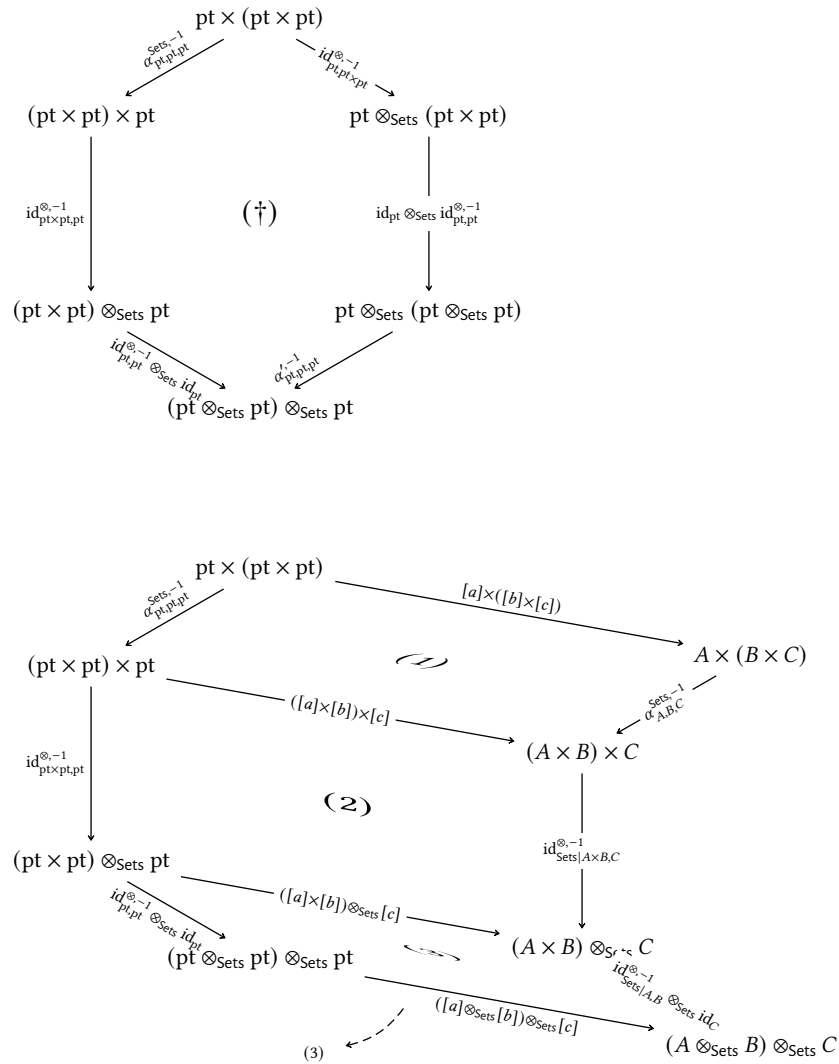 pt × (pt × pt)
α^{Sets,-1}_{pt,pt,pt}
id^{⊗,-1}_{pt,pt×pt}
(pt × pt) × pt
pt ⊗_{Sets} (pt × pt)
id^{⊗,-1}_{pt×pt,pt}
(†)
id_{pt} ⊗_{Sets} id^{⊗,-1}_{pt,pt}
(pt × pt) ⊗_{Sets} pt
pt ⊗_{Sets} (pt ⊗_{Sets} pt)
id^{⊗,-1}_{pt,pt} ⊗_{Sets} id_{pt}
α'^{,-1}_{pt,pt,pt}
(pt ⊗_{Sets} pt) ⊗_{Sets} pt
pt × (pt × pt)
α^{Sets,-1}_{pt,pt,pt}
[a]×([b]×[c])
(pt × pt) × pt
(1)
A × (B × C)
([a]×[b])×[c]
α^{Sets,-1}_{A,B,C}
(A × B) × C
id^{⊗,-1}_{pt×pt,pt}
(2)
id^{⊗,-1}_{Sets|A×B,C}
(pt × pt) ⊗_{Sets} pt
id^{⊗,-1}_{pt,pt} ⊗_{Sets} id_{pt}
([a]×[b])⊗_{Sets}[c]
(pt ⊗_{Sets} pt) ⊗_{Sets} pt
(3)
(A × B) ⊗_{Sets} C
id^{⊗,-1}_{Sets|A,B} ⊗_{Sets} id_C
([a]⊗_{Sets}[b])⊗_{Sets}[c]
(3)
(A ⊗_{Sets} B) ⊗_{Sets} C